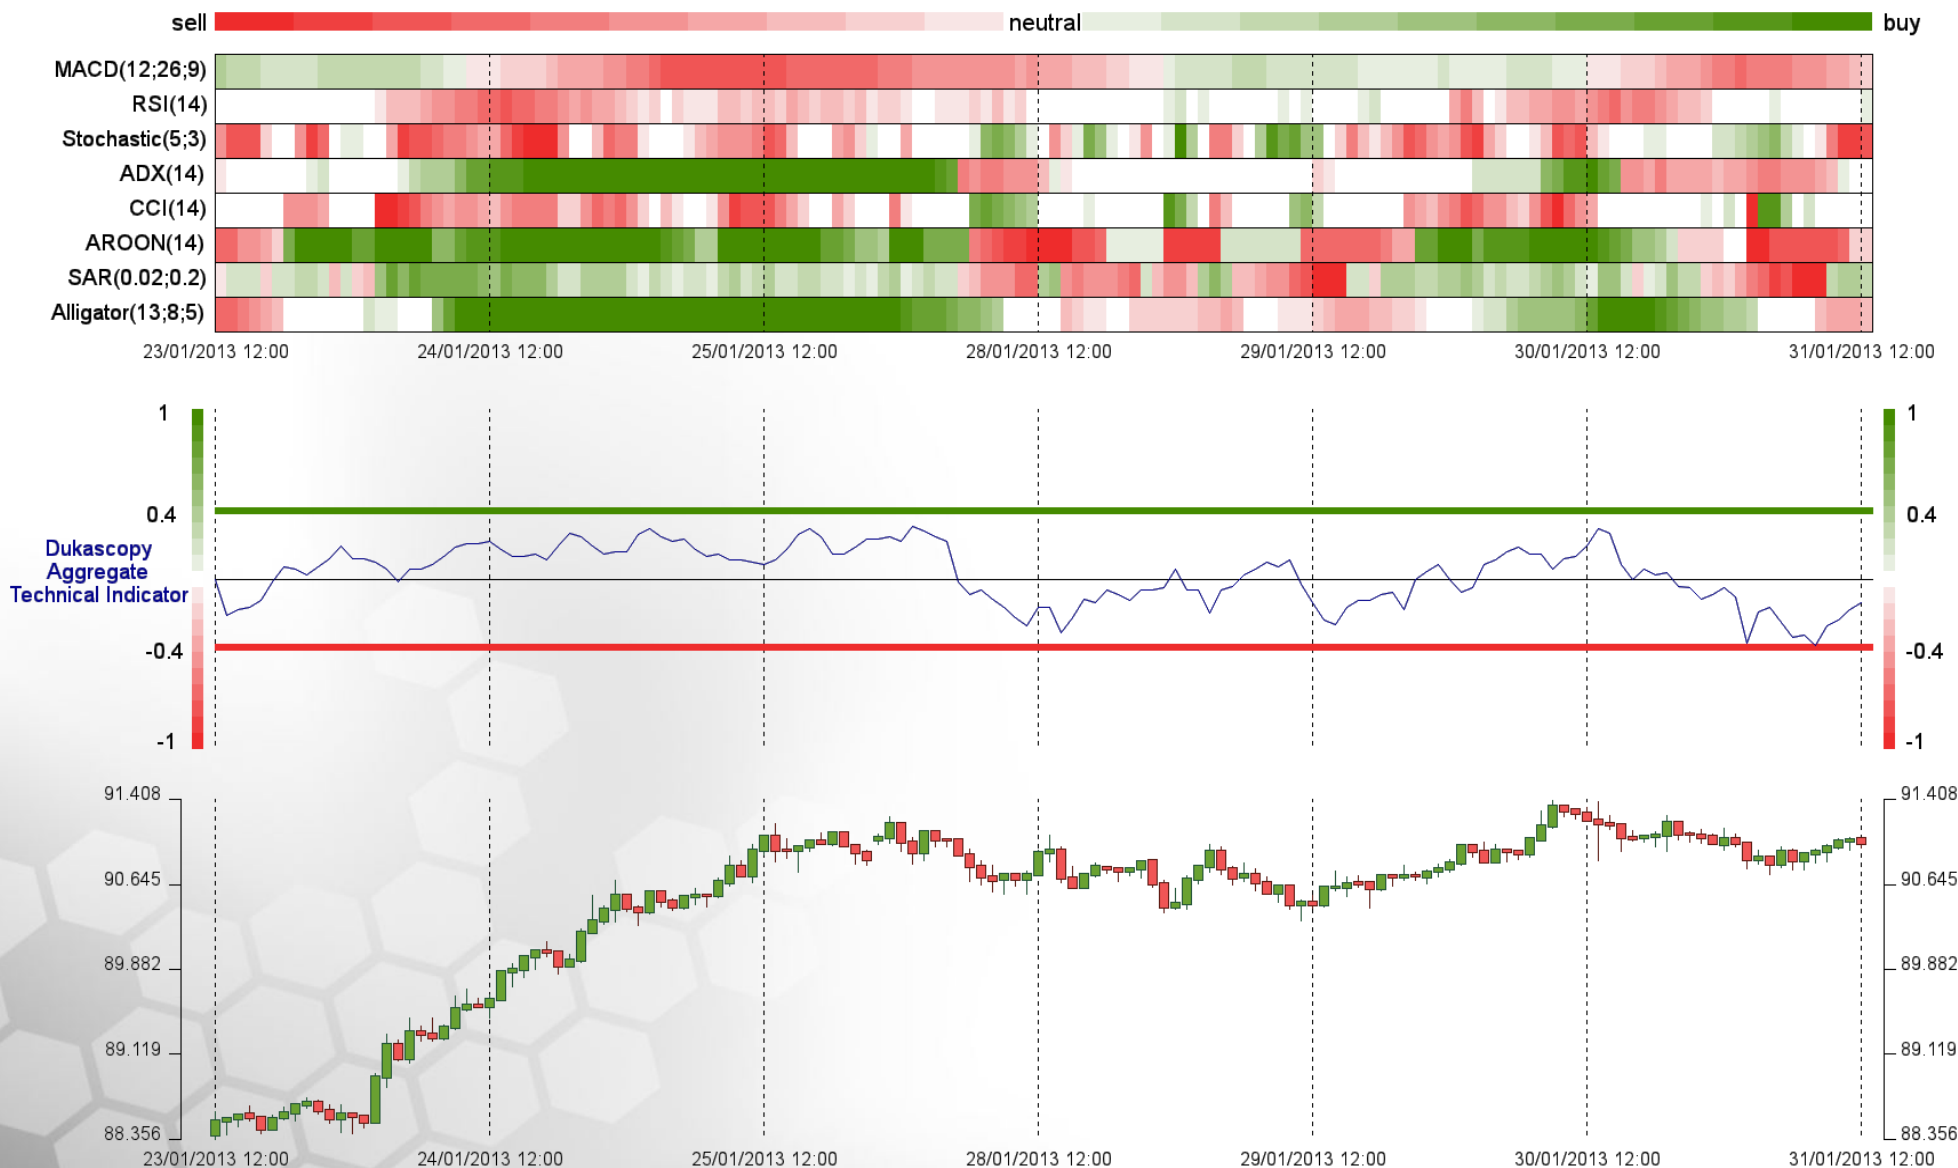 sell neutral buy
MACD(12;26;9)
RSI(14)
Stochastic(5;3)
ADX(14)
CCI(14)
AROON(14)
SAR(0.02;0.2)
Alligator(13;8;5)
23/01/2013 12:00 24/01/2013 12:00 25/01/2013 12:00 28/01/2013 12:00 29/01/2013 12:00 30/01/2013 12:00 31/01/2013 12:00
1 1
0.4 0.4
Dukascopy
Aggregate
Technical Indicator
-0.4 -0.4
-1 -1
91.408 91.408
90.645 90.645
89.882 89.882
89.119 89.119
88.356 88.356
23/01/2013 12:00 24/01/2013 12:00 25/01/2013 12:00 28/01/2013 12:00 29/01/2013 12:00 30/01/2013 12:00 31/01/2013 12:00